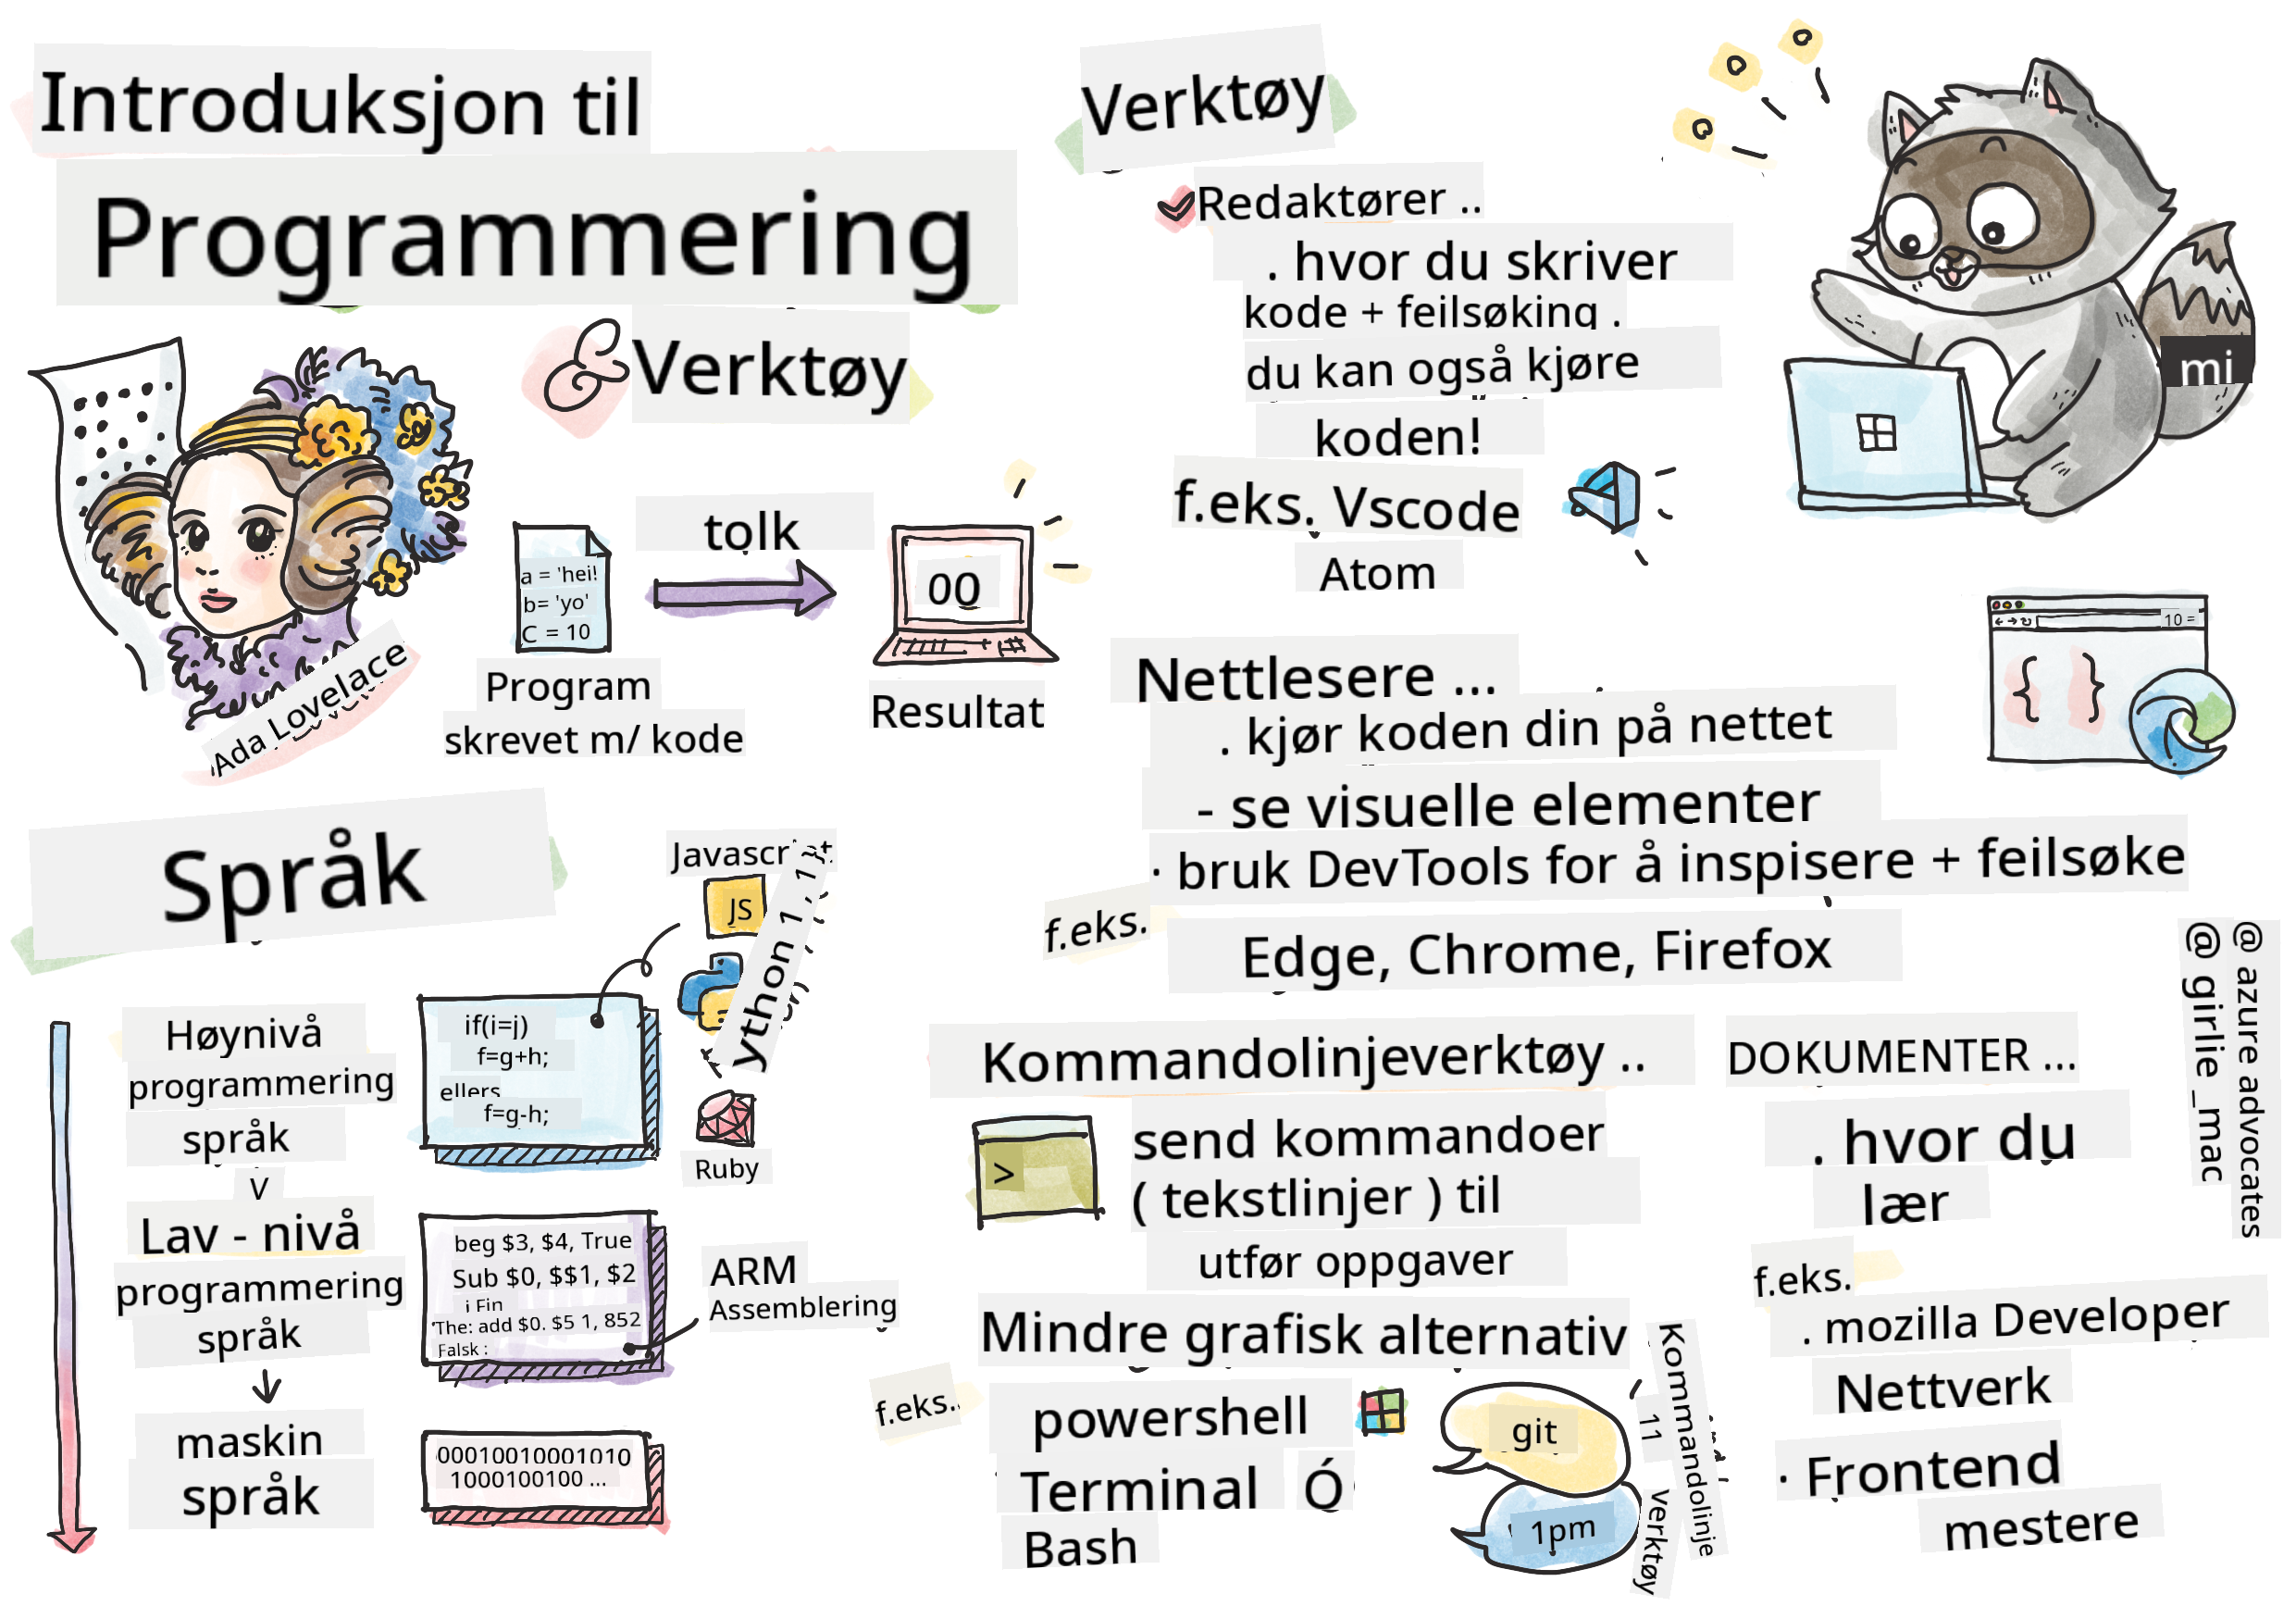 Introduksjon til
Programmering
& Verktøy
a = 'hei!
b= 'yo'
C = 10
tolk
00
Program
skrevet m/ kode
Resultat
Ada Lovelace
Språk
Høynivå
programmering
språk
V
Lav - nivå
programmering
språk
maskin
språk
if(i=j)
f=g+h;
ellers
f=g-h;
JS
ython 1, 1
Ruby
beg $3, $4, True
Sub $0, $$1, $2
j Fin
The: add $0. $5 1, 852
Falsk :
ARM
Assemblering
00010010001010
1000100100 ...
Verktøy
Redaktører ..
. hvor du skriver
kode + feilsøking .
du kan også kjøre
koden!
f.eks. Vscode
Atom
mi
Nettlesere ...
. kjør koden din på nettet
- se visuelle elementer
· bruk DevTools for å inspisere + feilsøke
f.eks.
Edge, Chrome, Firefox
10 =
{ }
Kommandolinjeverktøy ..
>
send kommandoer
( tekstlinjer ) til
utfør oppgaver
Mindre grafisk alternativ
f.eks.
powershell
Terminal Ó
Bash
git
1pm
Kommandolinje
11 verktøy
DOKUMENTER ...
. hvor du
lær
f.eks.
. mozilla Developer
Nettverk
· Frontend
mestere
@ azure advocates
@ girlie_mac